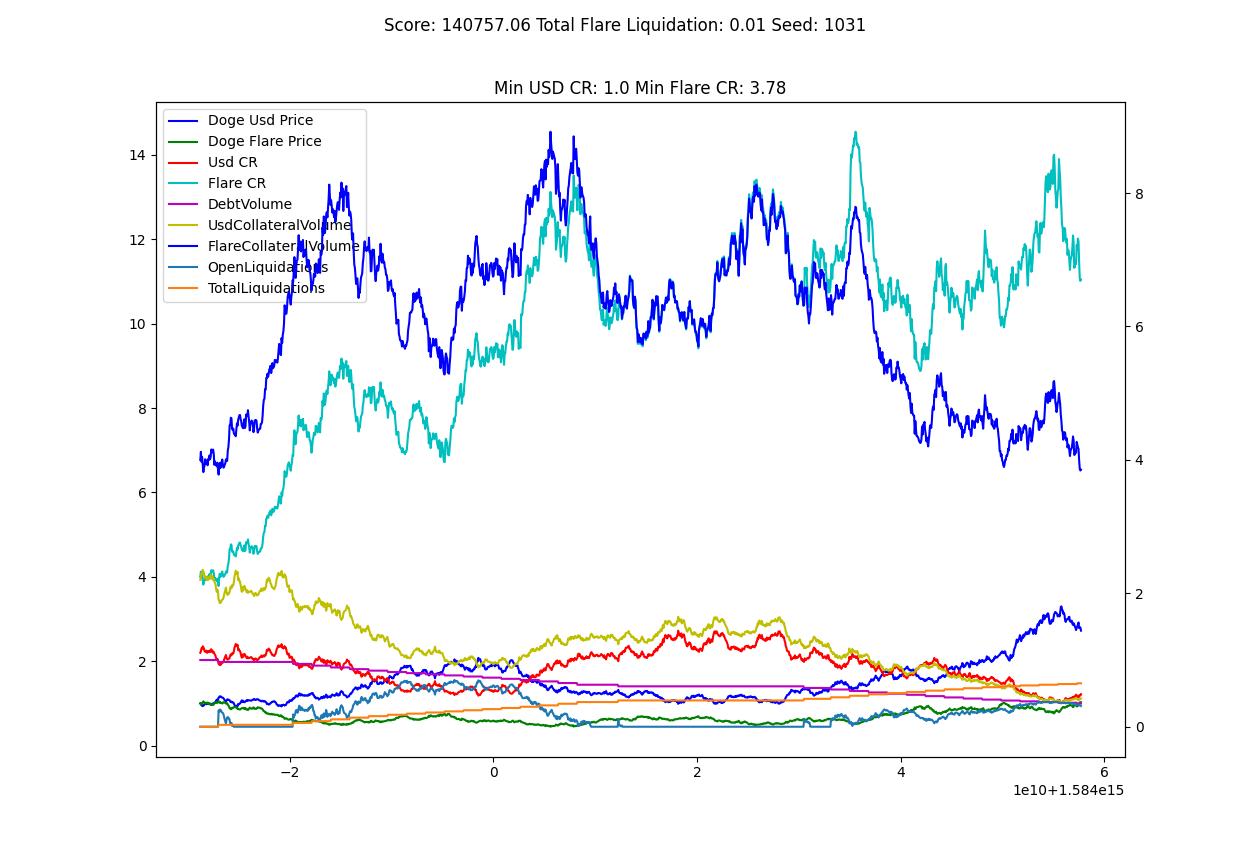 Score: 140757.06 Total Flare Liquidation: 0.01 Seed: 1031
Min USD CR: 1.0 Min Flare CR: 3.78
Doge Usd Price
Doge Flare Price
Usd CR
Flare CR
DebtVolume
UsdCollateralVolume
FlareCollateralVolume
OpenLiquidations
TotalLiquidations
14
12
10
8
6
4
2
0
8
6
4
2
0
−2
0
2
4
6
1e10+1.584e15